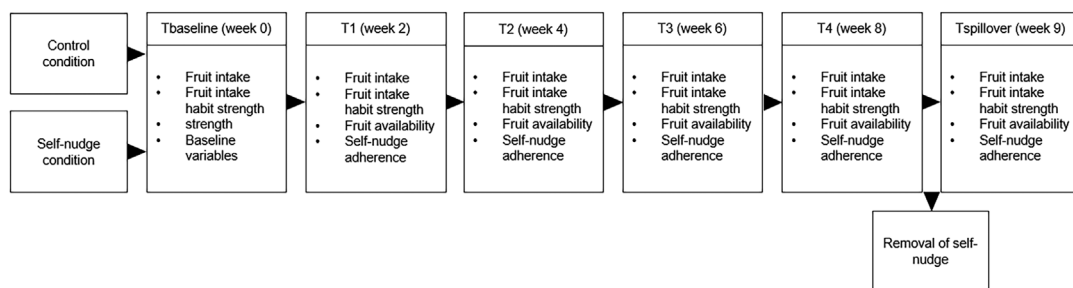 Control
condition
Self-nudge
condition
Tbaseline (week 0)
• Fruit intake
• Fruit intake
habit strength
• strength
• Baseline
variables
T1 (week 2)
• Fruit intake
• Fruit intake
habit strength
• Fruit availability
• Self-nudge
adherence
T2 (week 4)
• Fruit intake
• Fruit intake
habit strength
• Fruit availability
• Self-nudge
adherence
T3 (week 6)
• Fruit intake
• Fruit intake
habit strength
• Fruit availability
• Self-nudge
adherence
T4 (week 8)
• Fruit intake
• Fruit intake
habit strength
• Fruit availability
• Self-nudge
adherence
Tspillover (week 9)
• Fruit intake
• Fruit intake
habit strength
• Fruit availability
• Self-nudge
adherence
Removal of self-
nudge